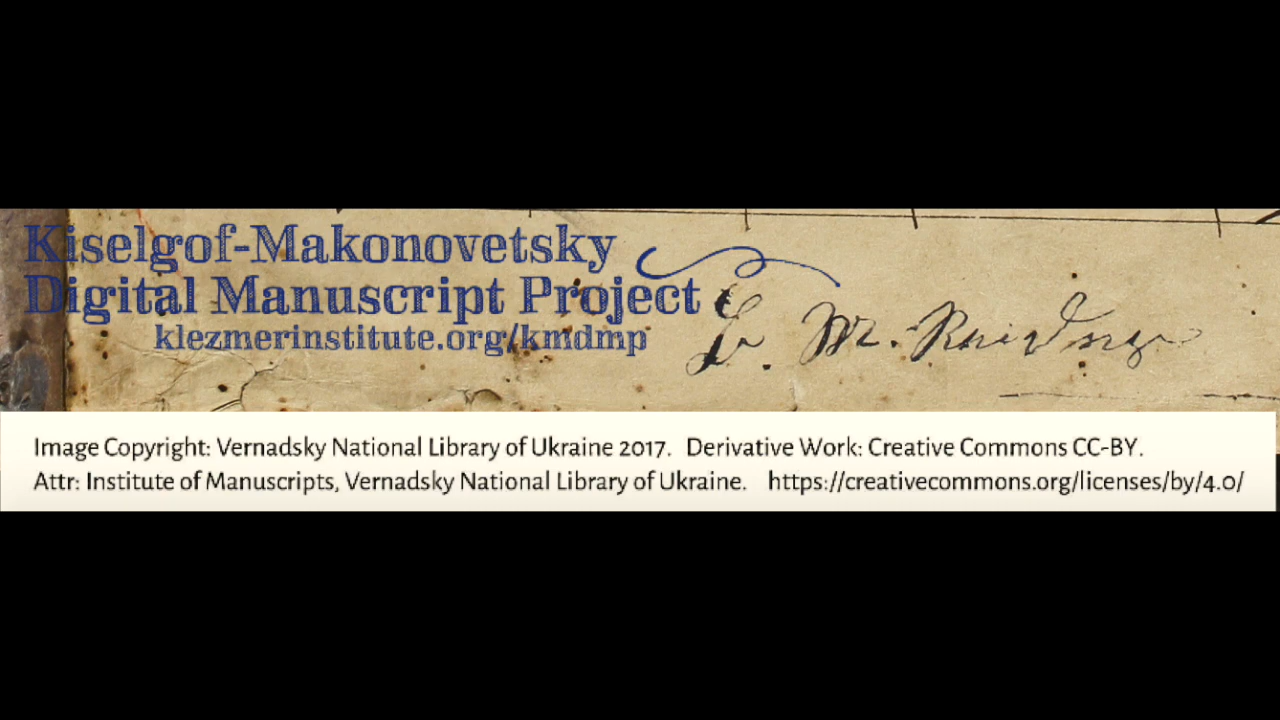 Kiselgof-Makonovetsky
Digital Manuscript Project
klezmerinstitute.org/kmdmp
Image Copyright: Vernadsky National Library of Ukraine 2017. Derivative Work: Creative Commons CC-BY.
Attr: Institute of Manuscripts, Vernadsky National Library of Ukraine. https://creativecommons.org/licenses/by/4.0/